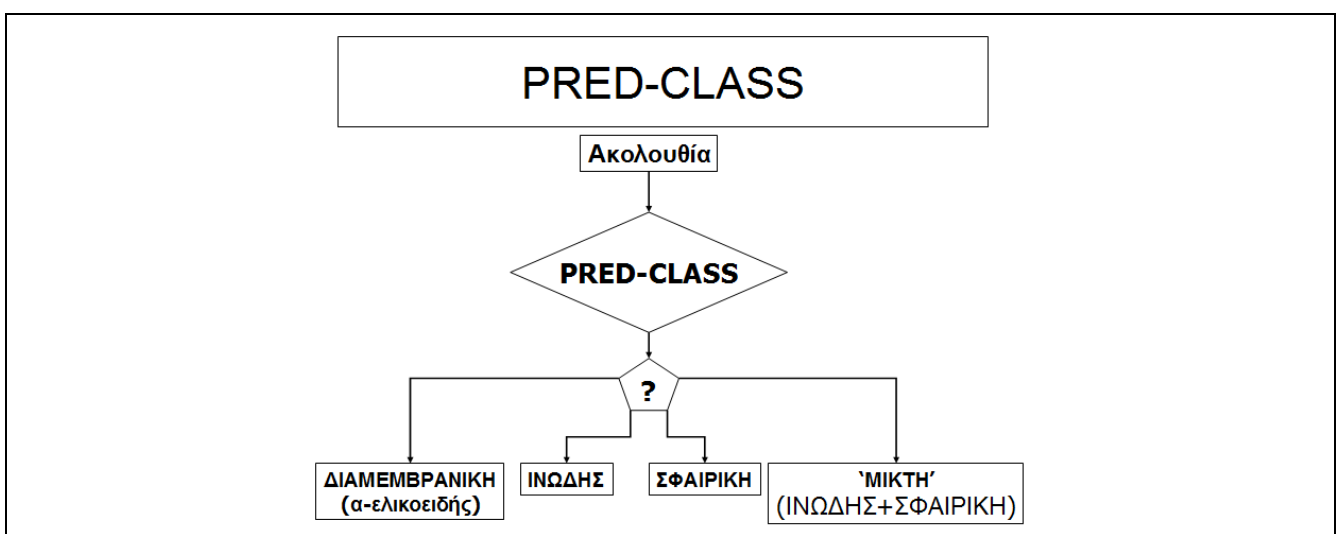 PRED-CLASS
Ακολουθία
PRED-CLASS
?
ΔΙΑΜΕΜΒΡΑΝΙΚΗ
(α-ελικοειδής)
ΙΝΩΔΗΣ
ΣΦΑΙΡΙΚΗ
‘ΜΙΚΤΗ’
(ΙΝΩΔΗΣ+ΣΦΑΙΡΙΚΗ)